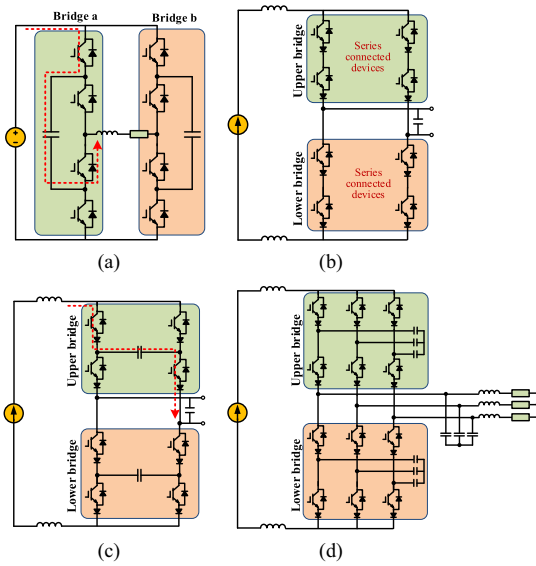 Bridge a
Bridge b
(a)
Upper bridge
Series
connected
devices
Lower bridge
Series
connected
devices
(b)
Upper bridge
Lower bridge
(c)
Upper bridge
Lower bridge
(d)